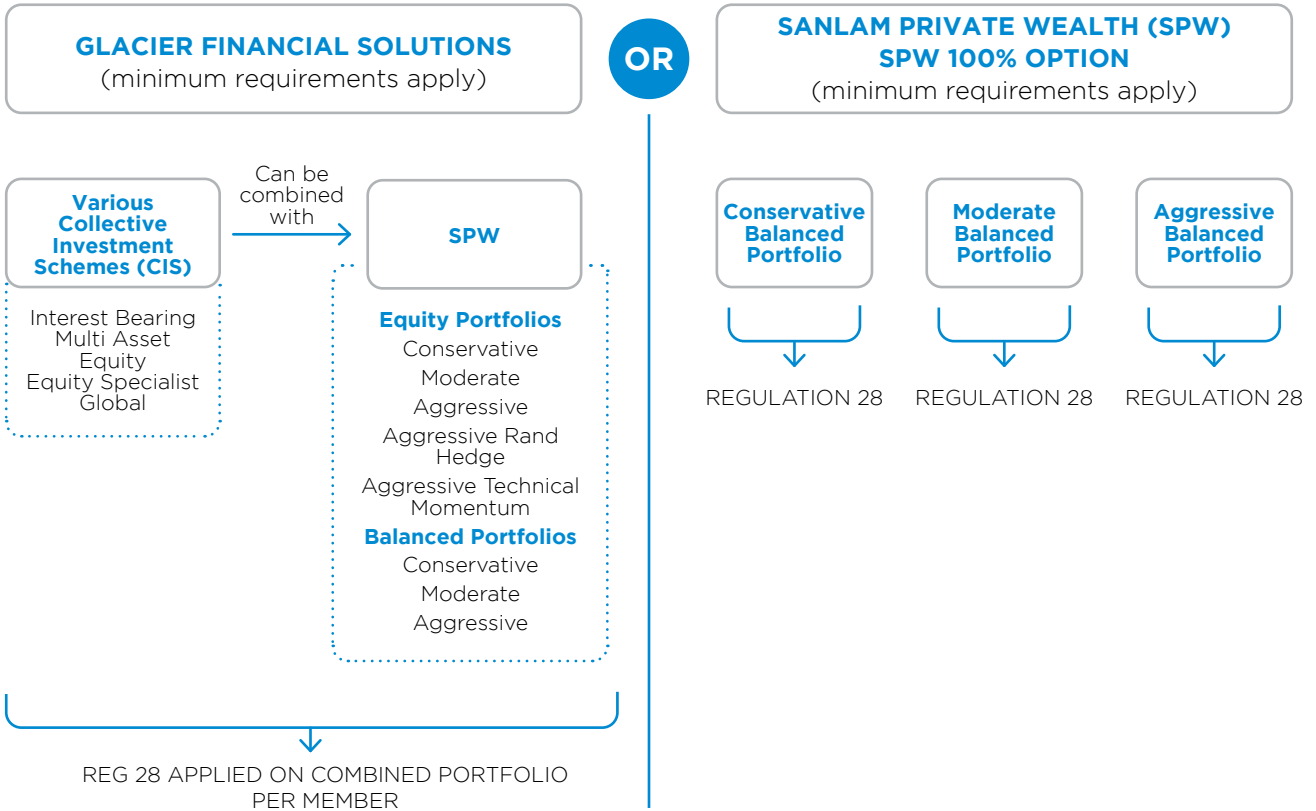 GLACIER FINANCIAL SOLUTIONS
(minimum requirements apply)
OR
SANLAM PRIVATE WEALTH (SPW)
SPW 100% OPTION
(minimum requirements apply)
Various
Collective
Investment
Schemes (CIS)
Can be
combined
with
SPW
Interest Bearing
Multi Asset
Equity
Equity Specialist
Global
Equity Portfolios
Conservative
Moderate
Aggressive
Aggressive Rand
Hedge
Aggressive Technical
Momentum
Balanced Portfolios
Conservative
Moderate
Aggressive
REG 28 APPLIED ON COMBINED PORTFOLIO
PER MEMBER
Conservative
Balanced
Portfolio
Moderate
Balanced
Portfolio
Aggressive
Balanced
Portfolio
REGULATION 28
REGULATION 28
REGULATION 28